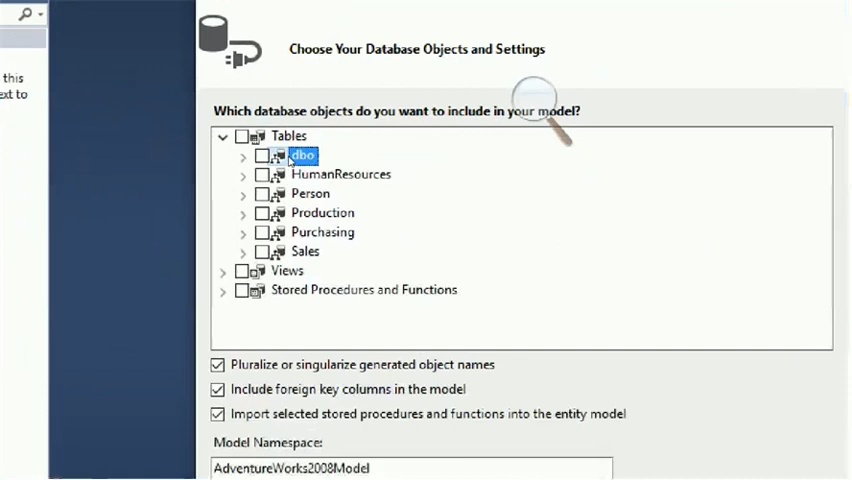 this
ext to
Choose Your Database Objects and Settings
Which database objects do you want to include in your model?
Tables
dbo
HumanResources
Person
Production
Purchasing
Sales
Views
Stored Procedures and Functions
Pluralize or singularize generated object names
Include foreign key columns in the model
Import selected stored procedures and functions into the entity model
Model Namespace:
AdventureWorks2008Model